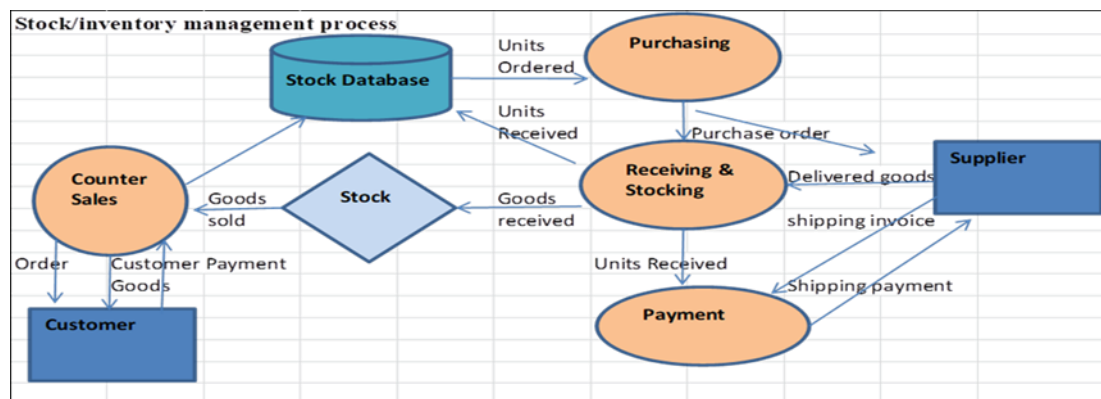 Stock/inventory management process
Purchasing
Units
Ordered
Stock Database
Units
Received
Purchase order
Supplier
Counter
Sales
Receiving &
Stocking
Delivered goods
Stock
Goods
sold
Goods
received
shipping invoice
Order
Customer Payment
Goods
Units Received
Shipping payment
Customer
Payment